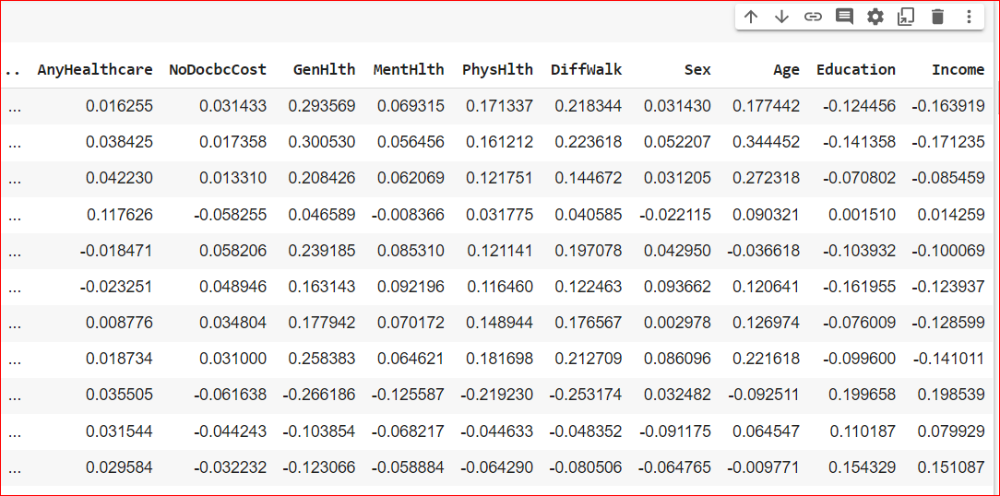 .. AnyHealthcare NoDocbcCost GenHlth MentHlth PhysHlth DiffWalk Sex Age Education Income
... 0.016255 0.031433 0.293569 0.069315 0.171337 0.218344 0.031430 0.177442 -0.124456 -0.163919
... 0.038425 0.017358 0.300530 0.056456 0.161212 0.223618 0.052207 0.344452 -0.141358 -0.171235
... 0.042230 0.013310 0.208426 0.062069 0.121751 0.144672 0.031205 0.272318 -0.070802 -0.085459
... 0.117626 -0.058255 0.046589 -0.008366 0.031775 0.040585 -0.022115 0.090321 0.001510 0.014259
... -0.018471 0.058206 0.239185 0.085310 0.121141 0.197078 0.042950 -0.036618 -0.103932 -0.100069
... -0.023251 0.048946 0.163143 0.092196 0.116460 0.122463 0.093662 0.120641 -0.161955 -0.123937
... 0.008776 0.034804 0.177942 0.070172 0.148944 0.176567 0.002978 0.126974 -0.076009 -0.128599
... 0.018734 0.031000 0.258383 0.064621 0.181698 0.212709 0.086096 0.221618 -0.099600 -0.141011
... 0.035505 -0.061638 -0.266186 -0.125587 -0.219230 -0.253174 0.032482 -0.092511 0.199658 0.198539
... 0.031544 -0.044243 -0.103854 -0.068217 -0.044633 -0.048352 -0.091175 0.064547 0.110187 0.079929
... 0.029584 -0.032232 -0.123066 -0.058884 -0.064290 -0.080506 -0.064765 -0.009771 0.154329 0.151087